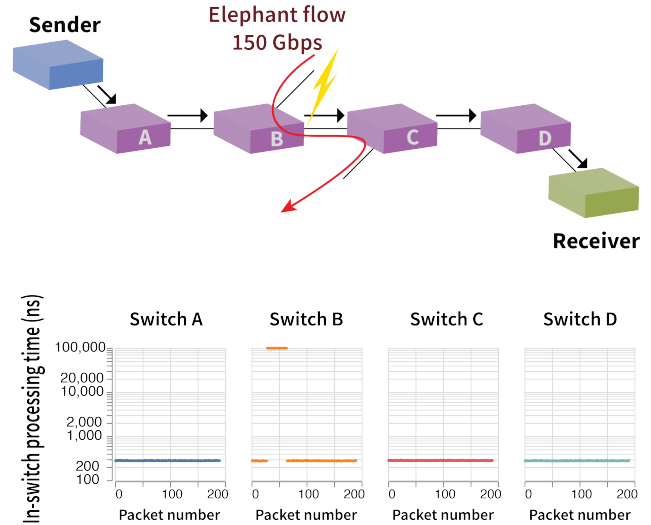 Elephant flow
150 Gbps
Sender
A
B
C
D
Receiver
In-switch processing time (ns)
Switch A
Switch B
Switch C
Switch D
100,000
20,000
10,000
2,000
1,000
200
100
0 100 200
0 100 200
0 100 200
0 100 200
Packet number
Packet number
Packet number
Packet number